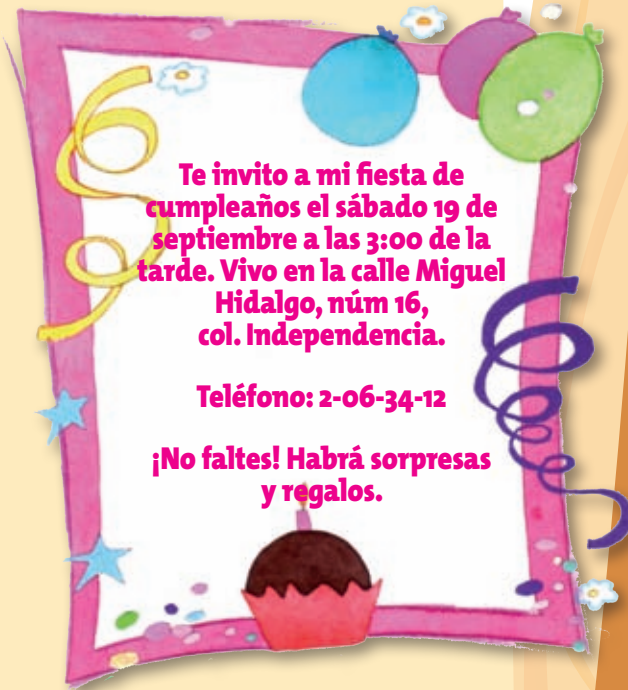 Te invito a mi fiesta de
cumpleaños el sábado 19 de
septiembre a las 3:00 de la
tarde. Vivo en la calle Miguel
Hidalgo, núm 16,
col. Independencia.
Teléfono: 2-06-34-12
¡No faltes! Habrá sorpresas
y regalos.